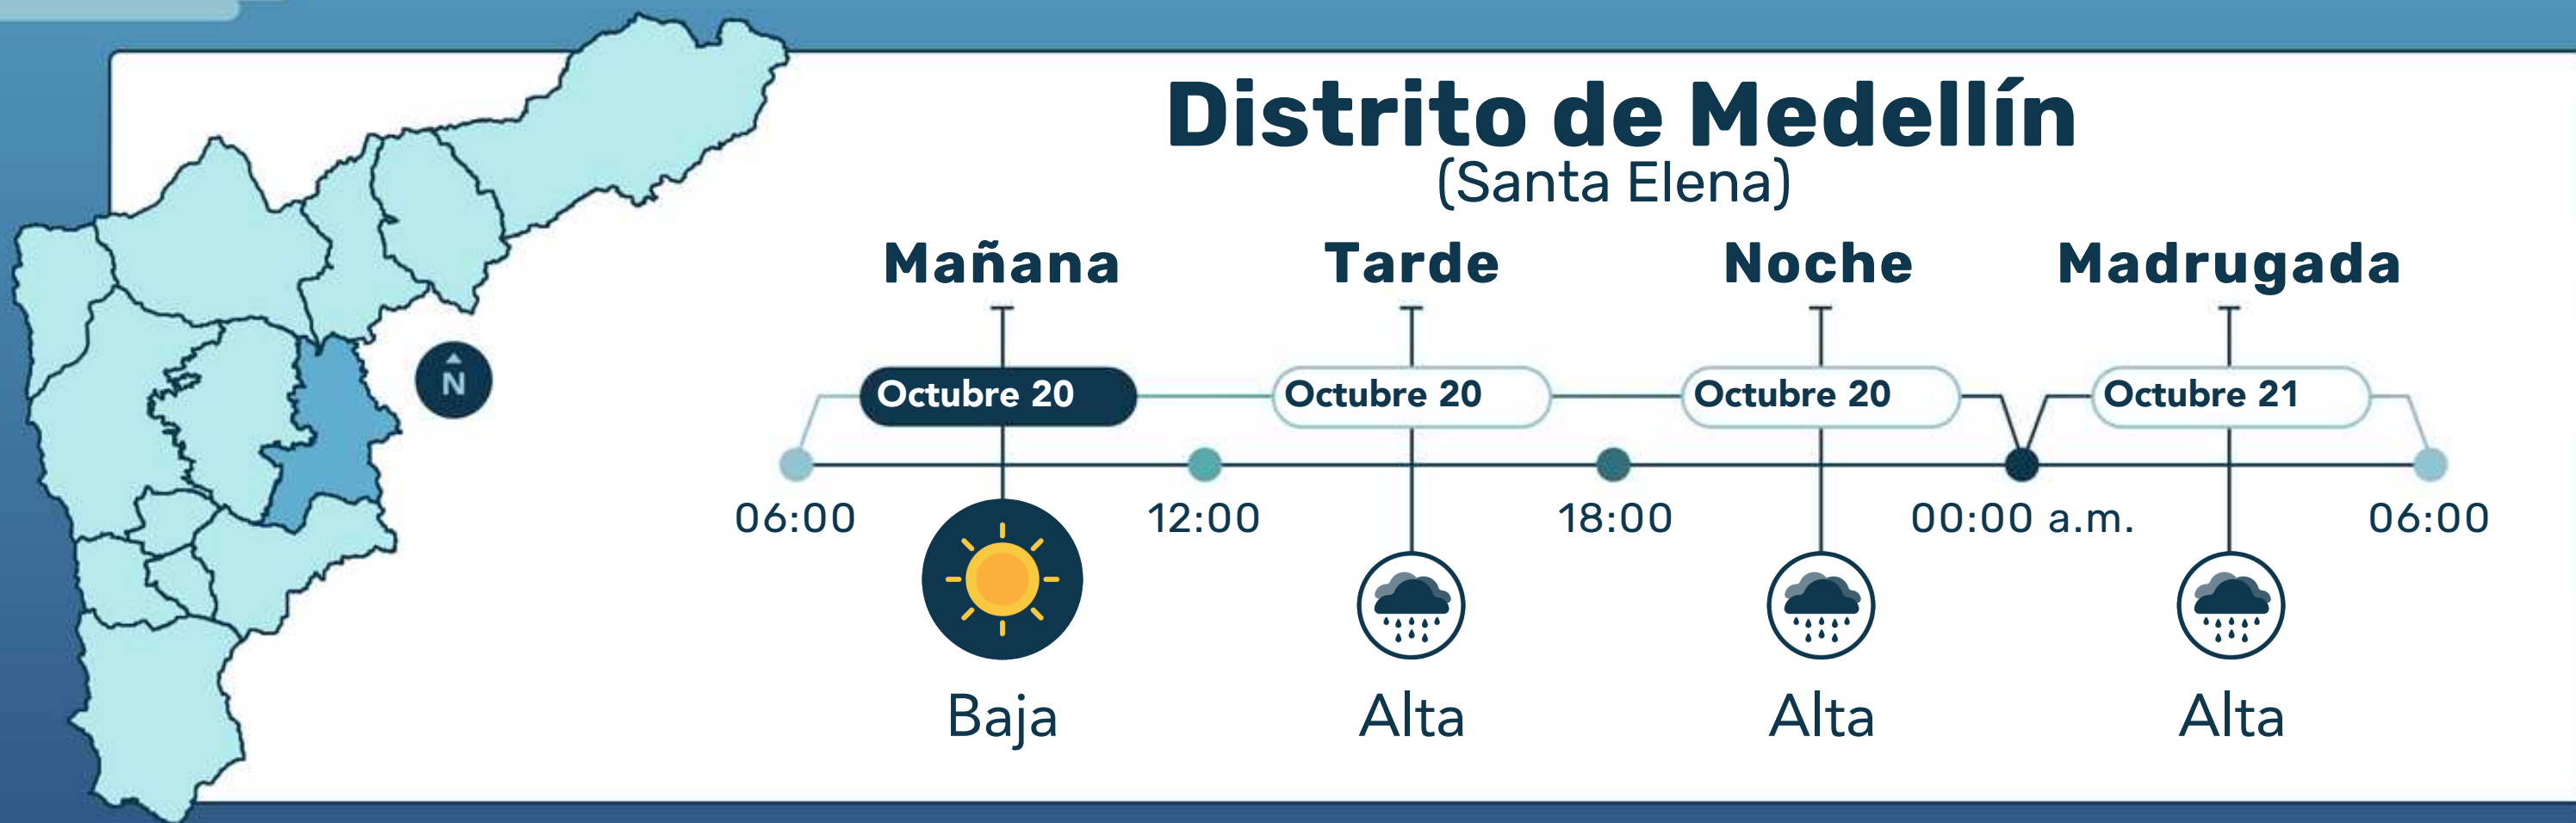 Distrito de Medellín
(Santa Elena)
Mañana Tarde Noche Madrugada
N
Octubre 20 Octubre 20 Octubre 20 Octubre 21
06:00 12:00 18:00 00:00 a.m. 06:00
Baja Alta Alta Alta